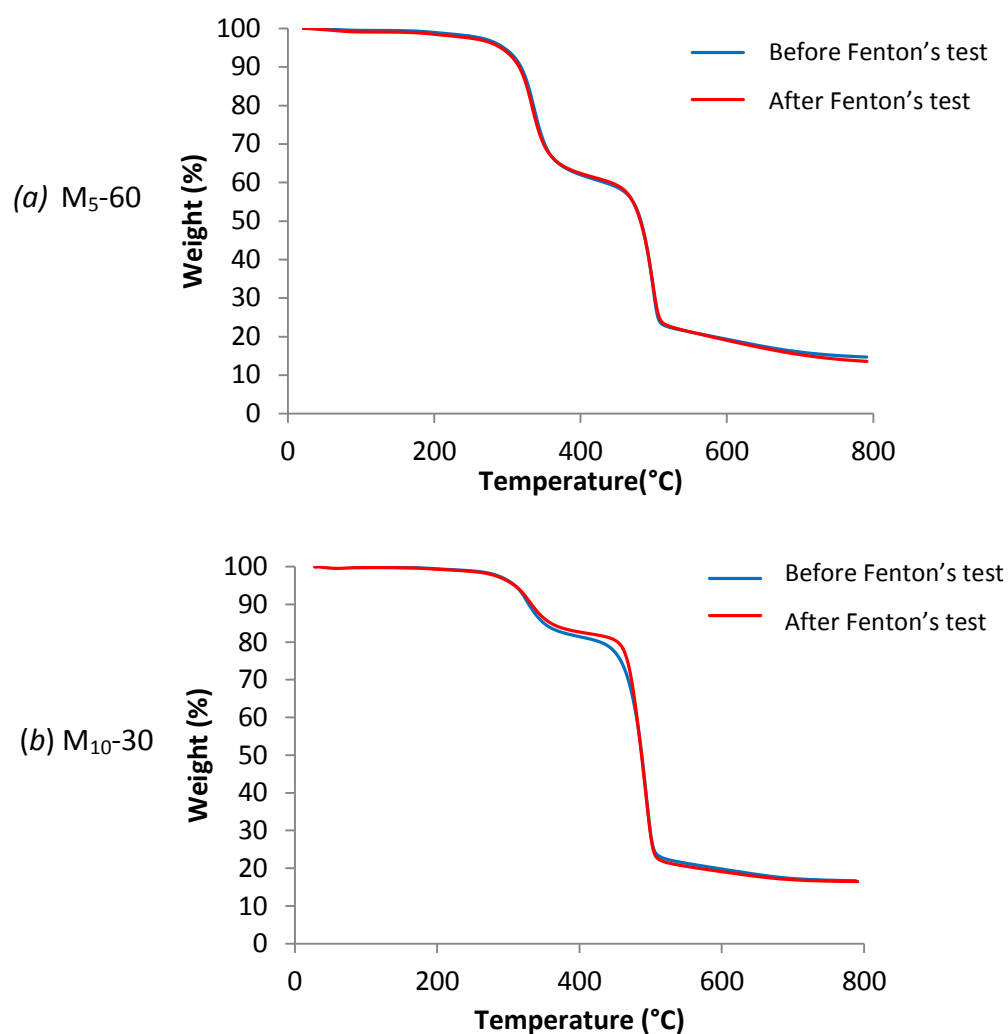 100
90
80
70
60
50
40
30
20
10
0
Weight (%)
0 200 400 600 800
Temperature(°C)
Before Fenton’s test
After Fenton’s test
(a) M₅-60
100
90
80
70
60
50
40
30
20
10
0
Weight (%)
0 200 400 600 800
Temperature (°C)
Before Fenton’s test
After Fenton’s test
(b) M₁₀-30